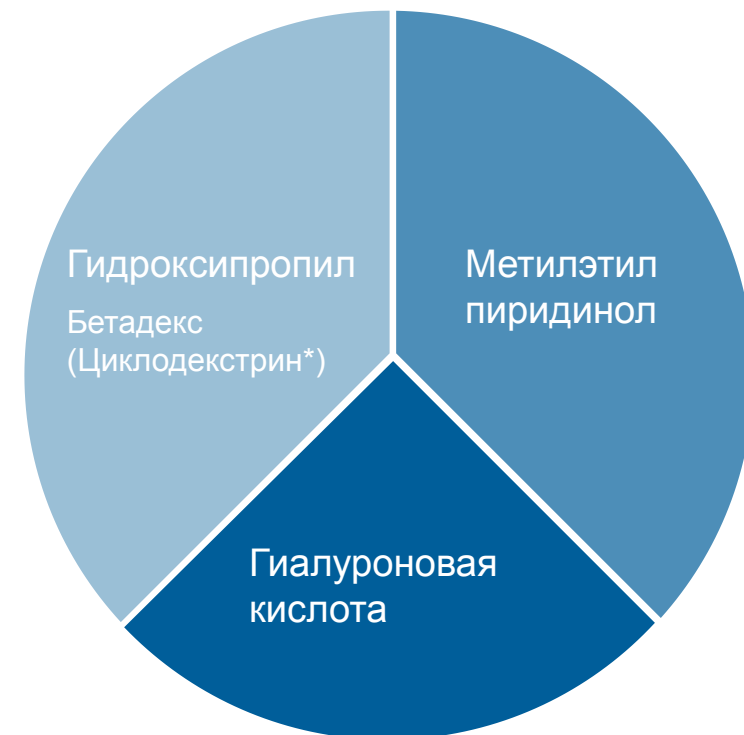 Гидроксипропил
Бетадекс
(Циклодекстрин*)
Метилэтил
пиридинол
Гиалуроновая
кислота